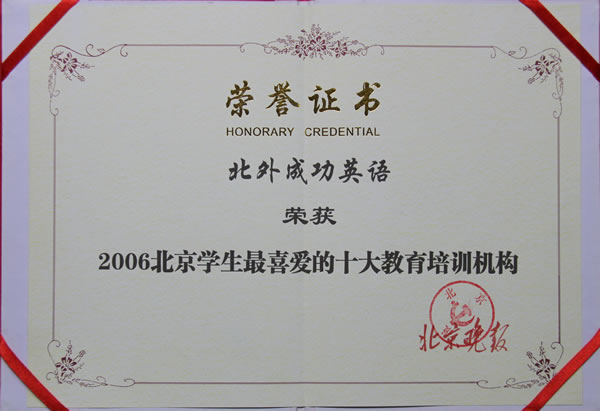 荣誉证书
HONORARY CREDENTIAL
北外成功英语
荣获
2006北京学生最喜爱的十大教育培训机构
北京
北京晚报